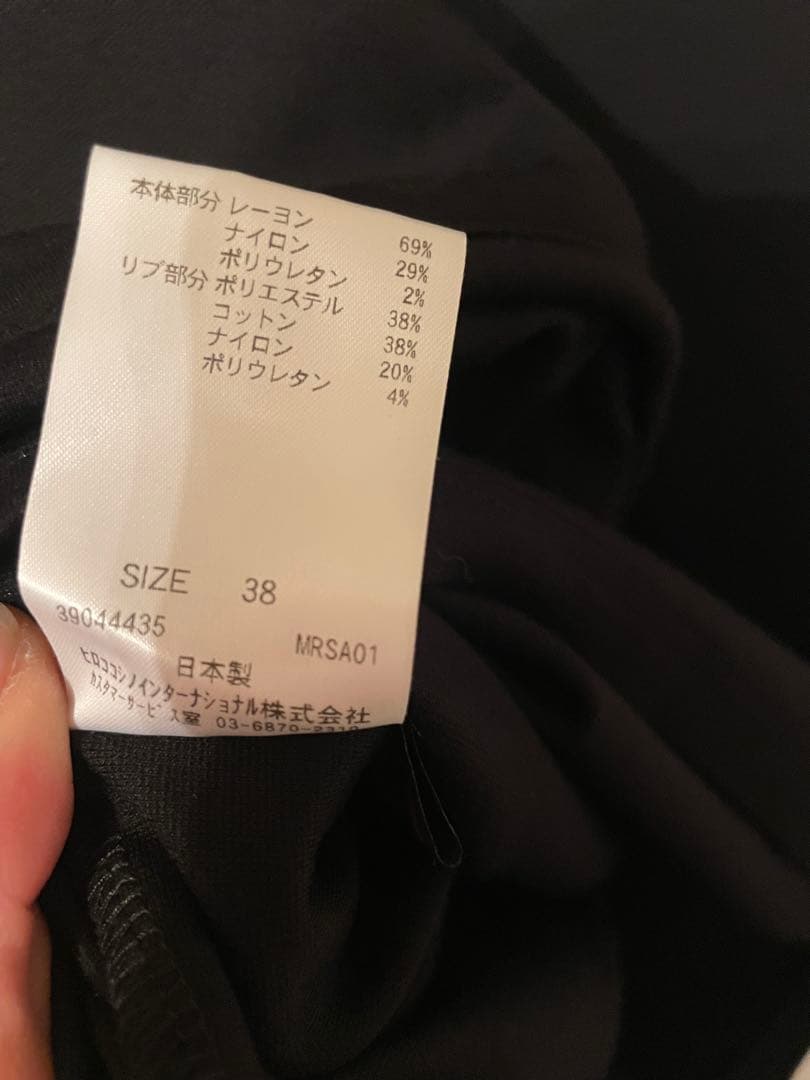 本体部分 レーヨン 69%
ナイロン 29%
ポリウレタン 2%
リブ部分 ポリエステル 38%
コットン 38%
ナイロン 20%
ポリウレタン 4%
SIZE 38
39044435 MRSA01
日本製
ヒロココシノインターナショナル株式会社
カスタマーサービス室 03-6870-